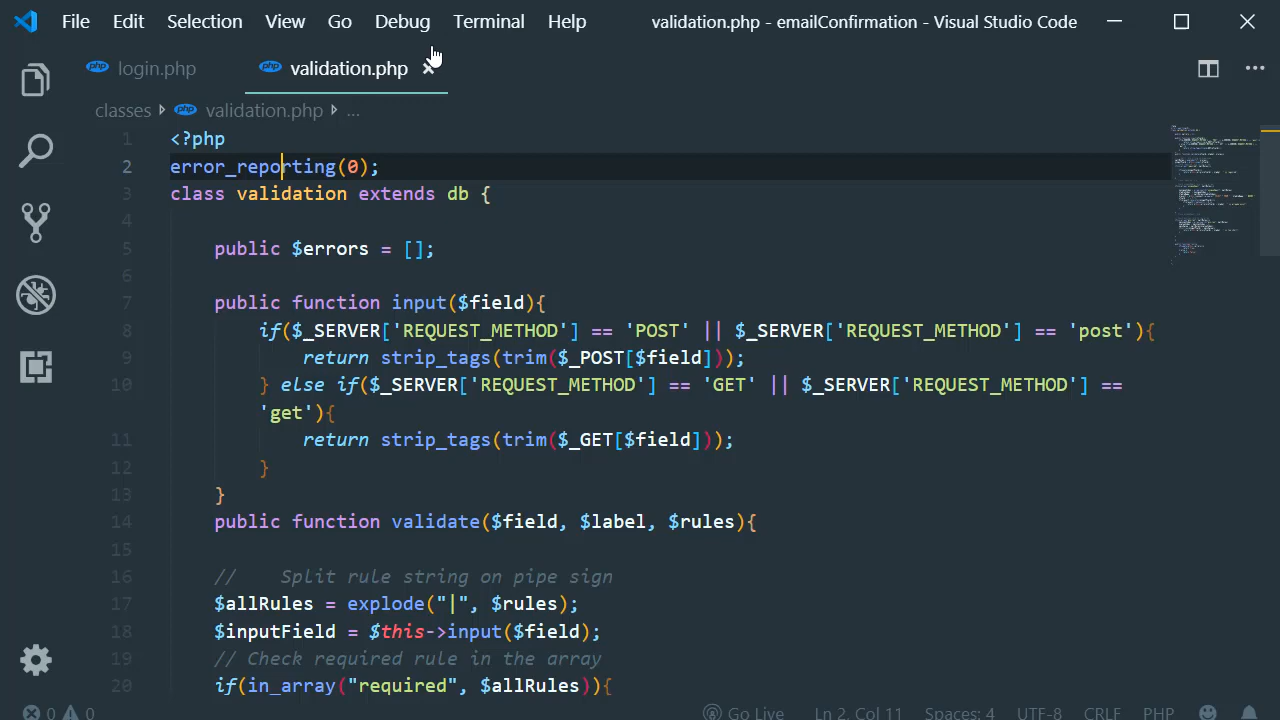 File Edit Selection View Go Debug Terminal Help validation.php - emailConfirmation - Visual Studio Code
php login.php php validation.php
classes php validation.php ...
1 <?php
2 error_reporting(0);
3 class validation extends db {
4
5 public $errors = [];
6
7 public function input($field){
8 if($_SERVER['REQUEST_METHOD'] == 'POST' || $_SERVER['REQUEST_METHOD'] == 'post'){
9 return strip_tags(trim($_POST[$field]));
10 } else if($_SERVER['REQUEST_METHOD'] == 'GET' || $_SERVER['REQUEST_METHOD'] ==
'get'){
11 return strip_tags(trim($_GET[$field]));
12 }
13 }
14 public function validate($field, $label, $rules){
15
16 // Split rule string on pipe sign
17 $allRules = explode("|", $rules);
18 $inputField = $this->input($field);
19 // Check required rule in the array
20 if(in_array("required", $allRules)){
0 0 Go Live Ln 2, Col 11 Spaces: 4 UTF-8 CRLF PHP